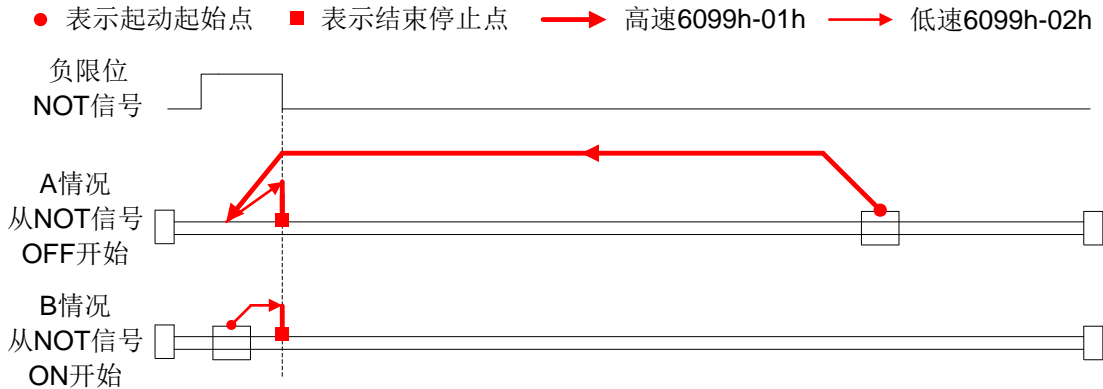 表示起动起始点 表示结束停止点 高速6099h-01h 低速6099h-02h
负限位
NOT信号
A情况
从NOT信号
OFF开始
B情况
从NOT信号
ON开始